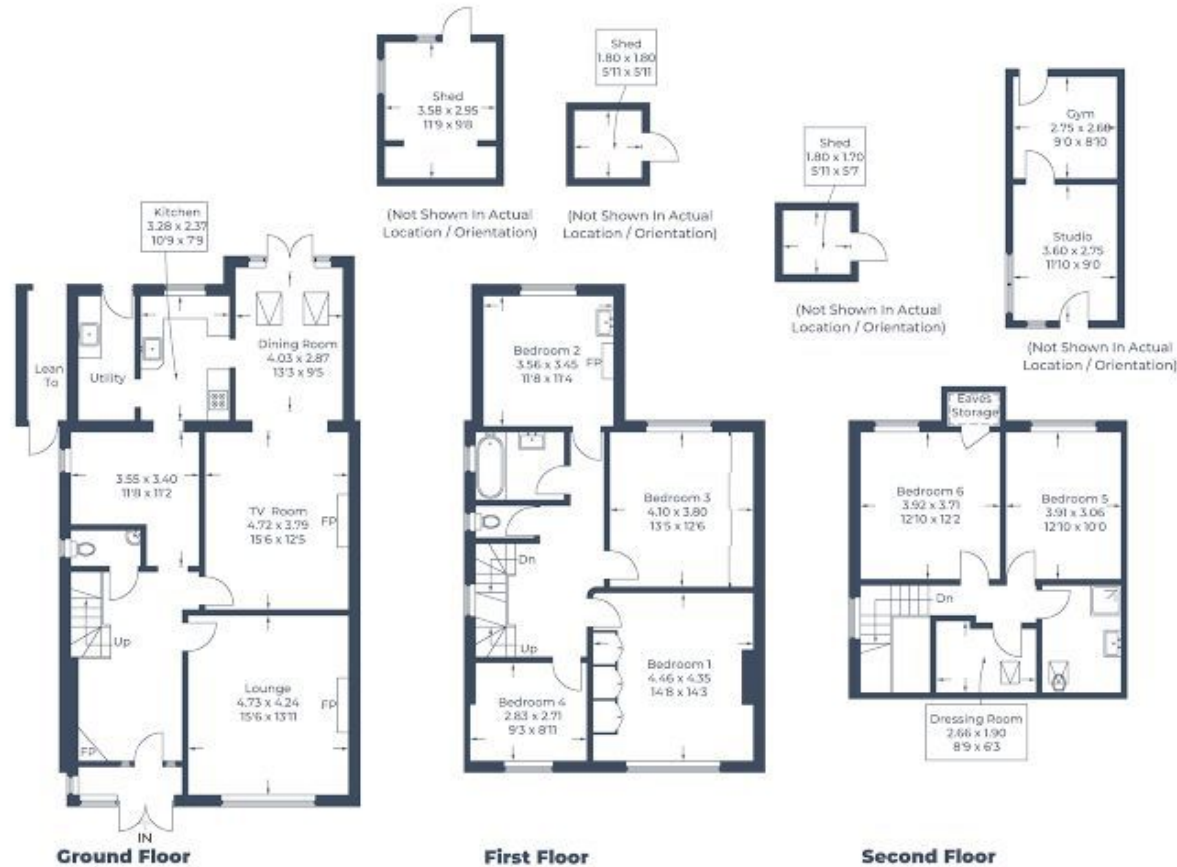 Shed
3.58 x 2.95
11'9 x 9'8
(Not Shown In Actual
Location / Orientation)
Shed
1.80 x 1.80
5'11 x 5'11
(Not Shown In Actual
Location / Orientation)
Shed
1.80 x 1.70
5'11 x 5'7
(Not Shown In Actual
Location / Orientation)
Gym
2.75 x 2.68
9'0 x 8'10
Studio
3.60 x 2.75
11'10 x 9'0
(Not Shown In Actual
Location / Orientation)
Kitchen
3.28 x 2.37
10'9 x 7'9
Dining Room
4.03 x 2.87
13'3 x 9'5
Lean
To
Utility
3.55 x 3.40
11'8 x 11'2
TV Room
4.72 x 3.79
15'6 x 12'5
FP
Up
Lounge
4.73 x 4.24
15'6 x 13'11
FP
FP
IN
Ground Floor
Bedroom 2
3.56 x 3.45
11'8 x 11'4
FP
Bedroom 3
4.10 x 3.80
13'5 x 12'6
Dn
Up
Bedroom 1
4.46 x 4.35
14'8 x 14'3
Bedroom 4
2.83 x 2.71
9'3 x 8'11
First Floor
Eaves
Storage
Bedroom 6
3.92 x 3.71
12'10 x 12'2
Bedroom 5
3.91 x 3.06
12'10 x 10'0
Dn
Dressing Room
2.66 x 1.90
8'9 x 6'3
Second Floor